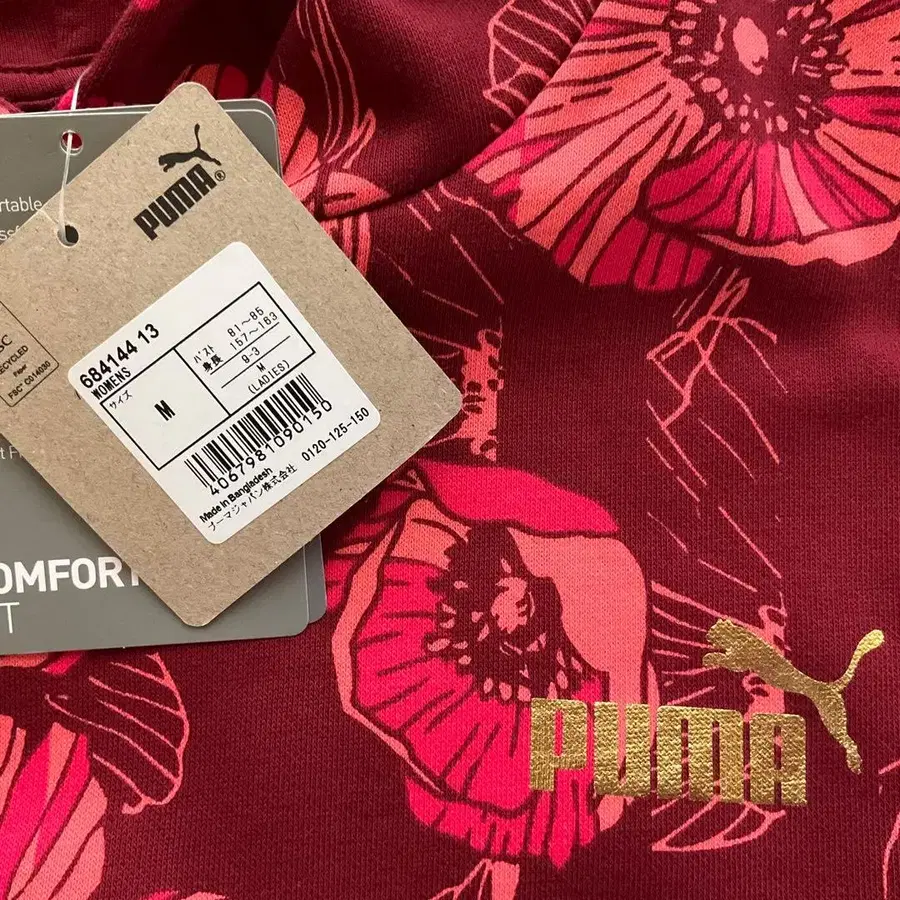 PUMA®
684144 13
WOMENS
サイズ
M
バスト 81~85
身長 157~163
9-3
M
(LADIES)
4067981090150
Made in Bangladesh
プーマジャパン株式会社 0120-125-150
RECYCLED
FSC® C014030
rtable
OMFORT
T
PUMA